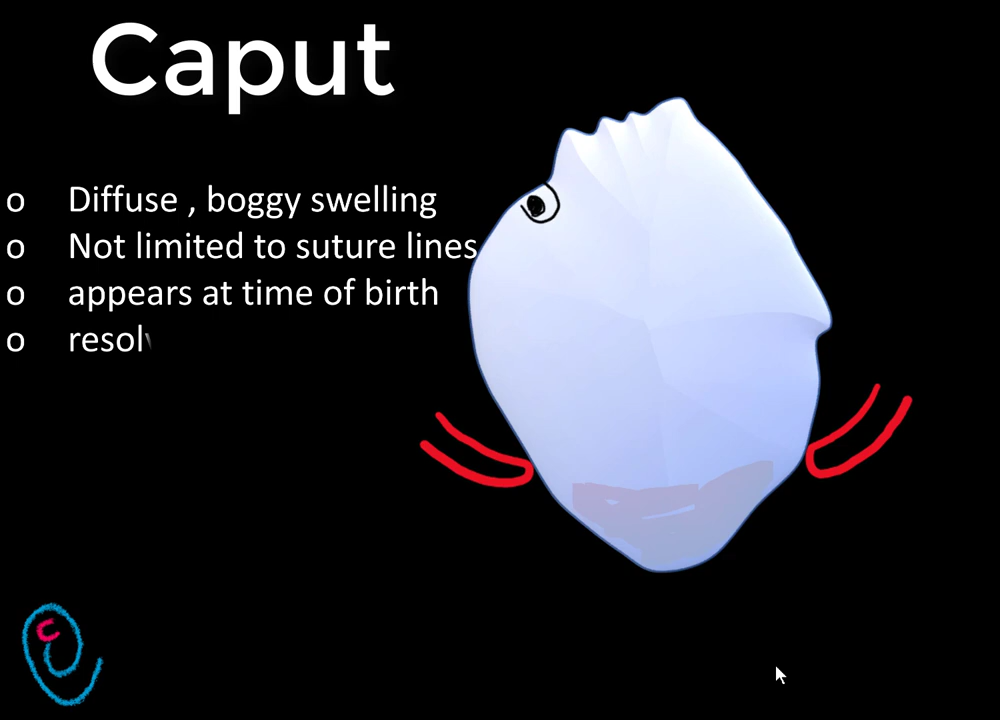 Caput
o Diffuse , boggy swelling
o Not limited to suture lines
o appears at time of birth
o resol